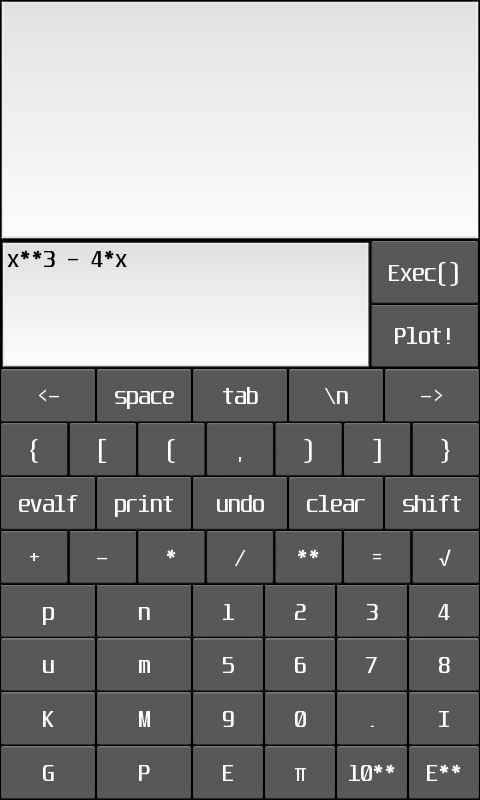 x**3 - 4*x
Exec()
Plot!
<- space tab \n ->
{ [ ( , ) ] }
evalf print undo clear shift
+ - * / ** = √
p n 1 2 3 4
u m 5 6 7 8
K M 9 0 . I
G P E π 10** E**